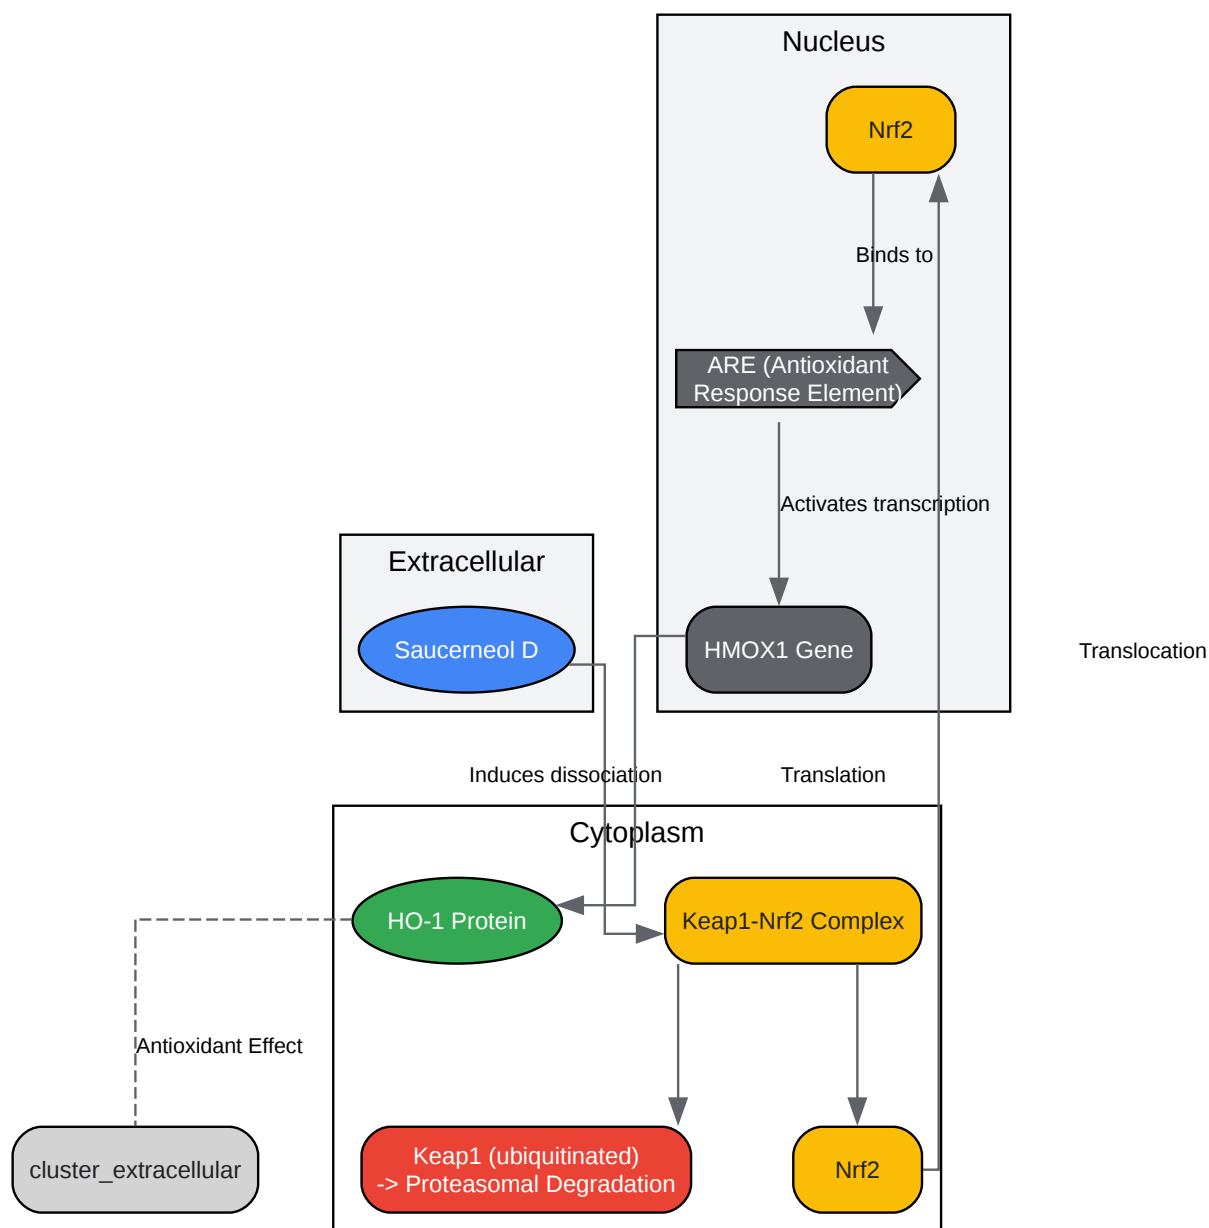 Nucleus
Nrf2
Binds to
ARE (Antioxidant
Response Element)
Activates transcription
Extracellular
Saucerneol D
HMOX1 Gene
Translocation
Induces dissociation
Translation
Cytoplasm
HO-1 Protein
Keap1-Nrf2 Complex
Antioxidant Effect
cluster_extracellular
Keap1 (ubiquitinated)
-> Proteasomal Degradation
Nrf2